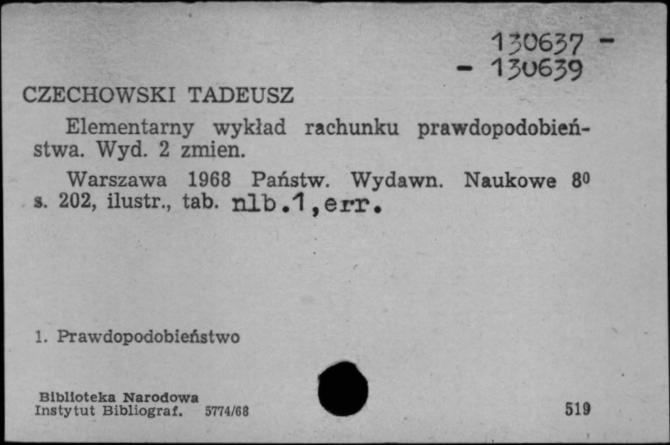 130637 -
- 130639
CZECHOWSKI TADEUSZ
Elementarny wykład rachunku prawdopodobień-
stwa. Wyd. 2 zmien.
Warszawa 1968 Państw. Wydawn. Naukowe 8⁰
s. 202, ilustr., tab. nlb.1,err.
1. Prawdopodobieństwo
Biblioteka Narodowa
Instytut Bibliograf. 5774/68 519